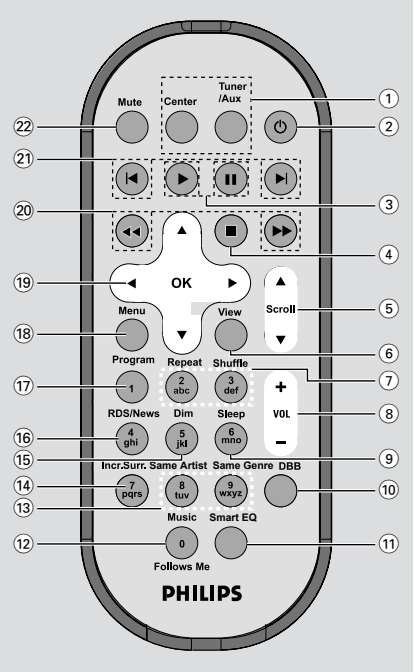 Tuner
/Aux
Mute Center
1
22
2
21
3
20
4
OK
19
Scroll
5
Menu View
18
6
Program Repeat Shuffle
7
1
2 abc
3 def
17
+
VOL
−
8
RDS/News Dim Sleep
16
4 ghi
5 jkl
6 mno
15
9
Incr.Surr. Same Artist Same Genre DBB
14
7 pqrs
8 tuv
9 wxyz
10
13
Music Smart EQ
12
0
11
Follows Me
PHILIPS